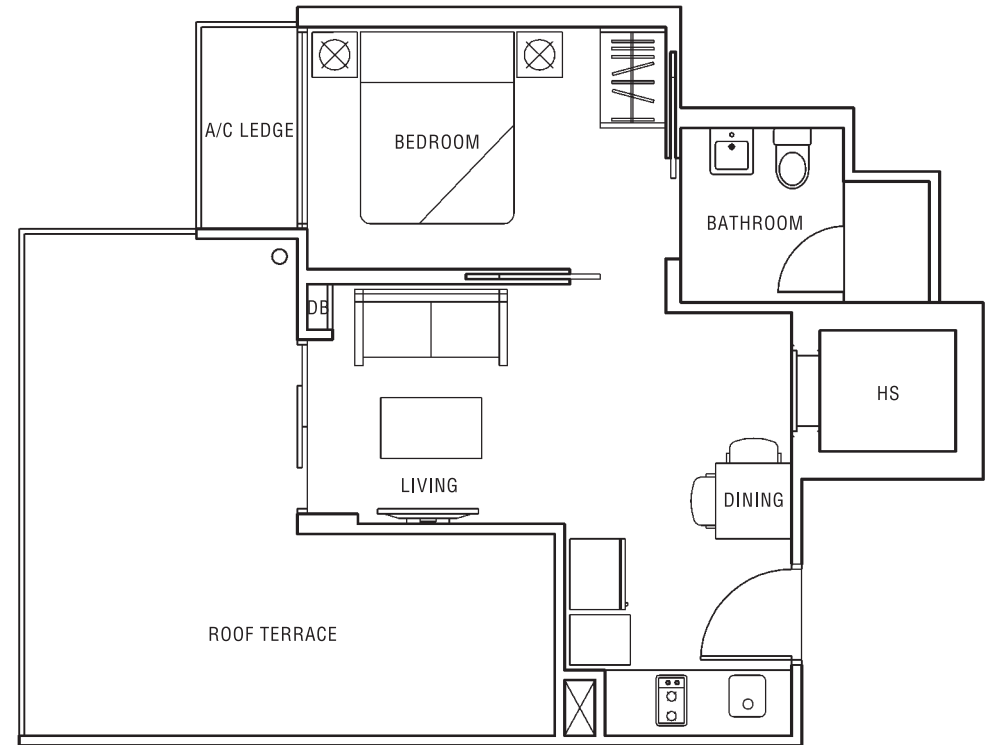 A/C LEDGE
BEDROOM
BATHROOM
DB
HS
LIVING
DINING
ROOF TERRACE